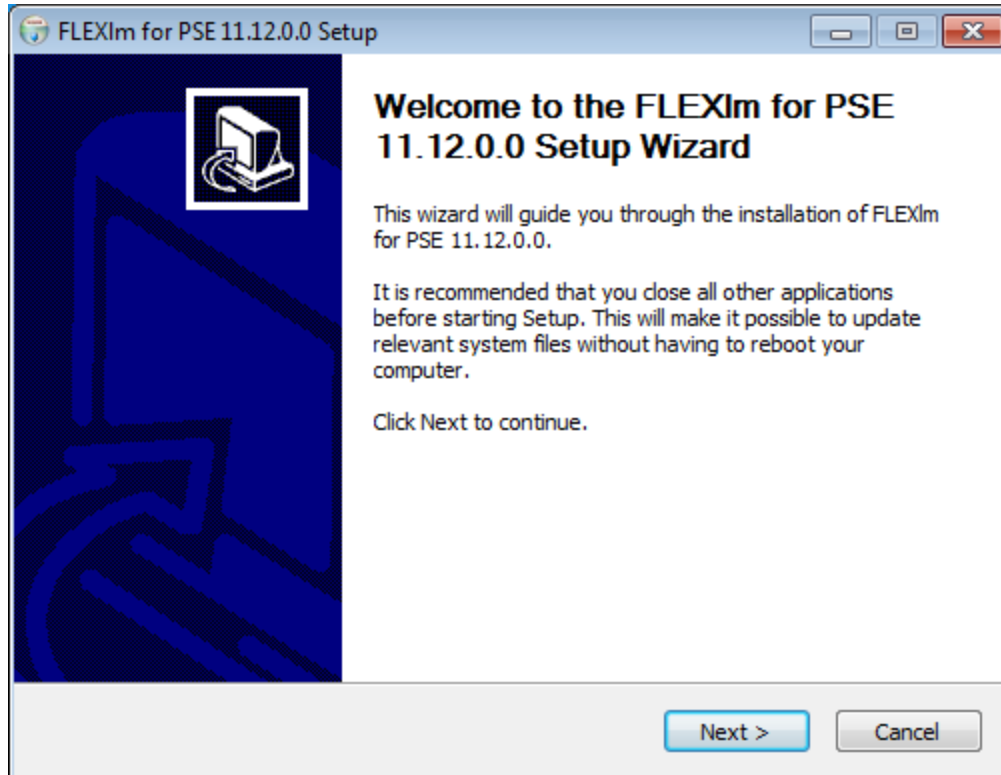 FLEXlm for PSE 11.12.0.0 Setup
Welcome to the FLEXlm for PSE
11.12.0.0 Setup Wizard
This wizard will guide you through the installation of FLEXlm
for PSE 11.12.0.0.
It is recommended that you close all other applications
before starting Setup. This will make it possible to update
relevant system files without having to reboot your
computer.
Click Next to continue.
Next >
Cancel